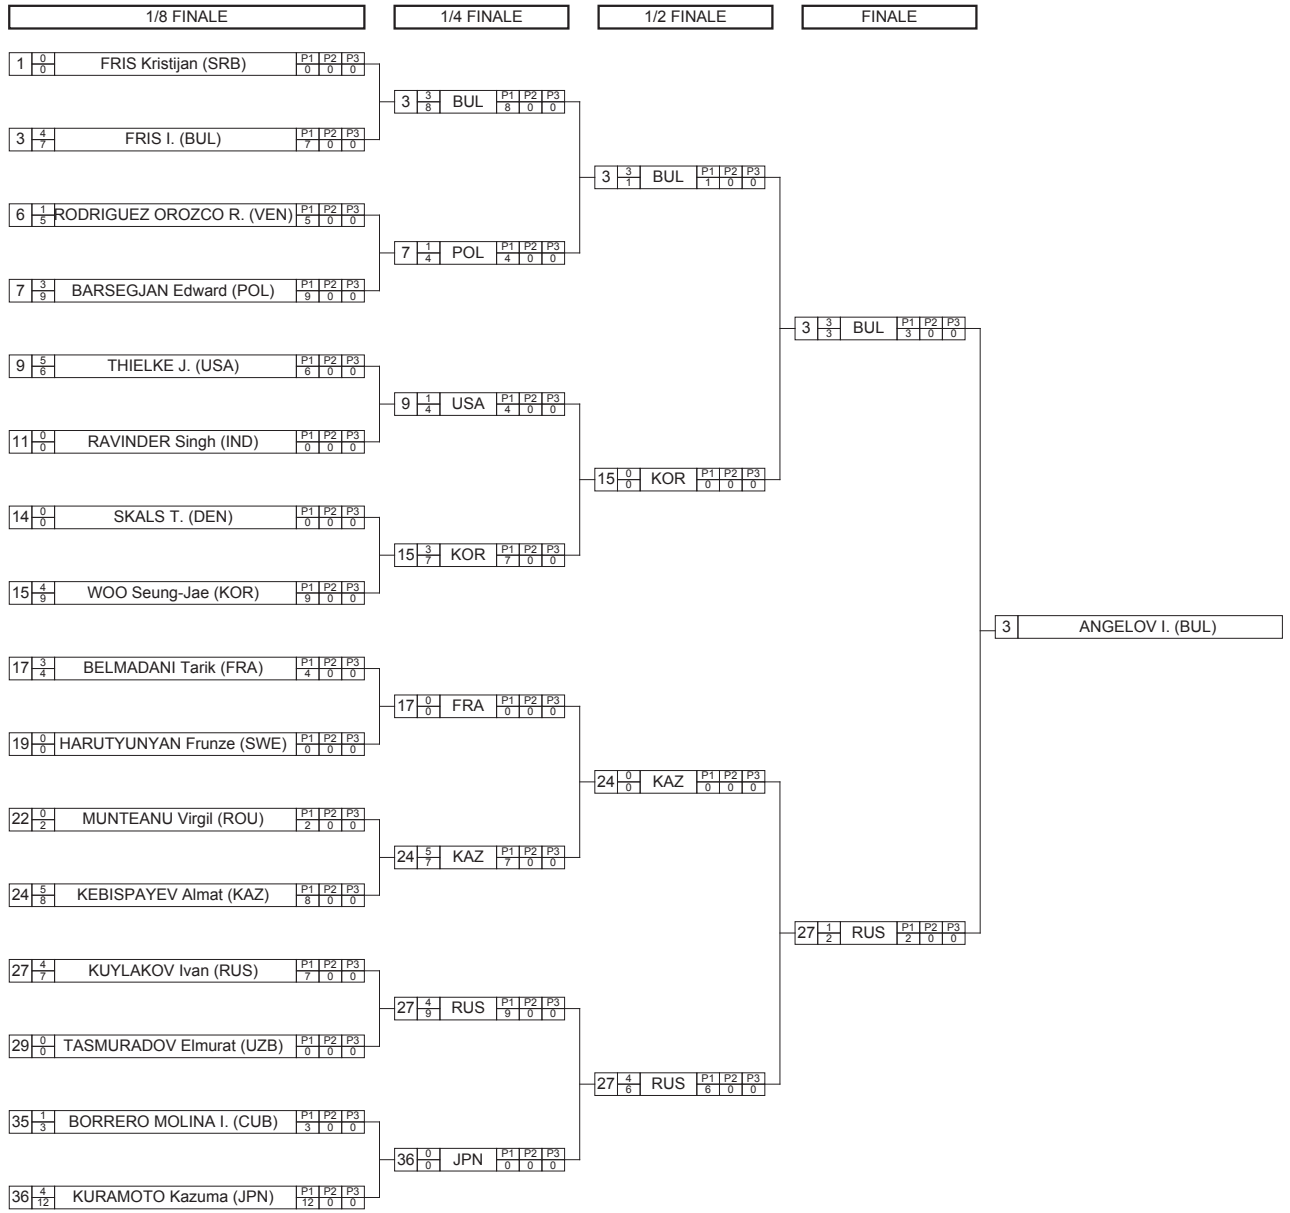 1/8 FINALE 1/4 FINALE 1/2 FINALE FINALE
1 0 0 FRIS Kristijan (SRB) P1 P2 P3 0 0 0
3 3 8 BUL P1 P2 P3 8 0 0
3 4 7 FRIS I. (BUL) P1 P2 P3 7 0 0
3 3 1 BUL P1 P2 P3 1 0 0
6 1 5 RODRIGUEZ OROZCO R. (VEN) P1 P2 P3 5 0 0
7 1 4 POL P1 P2 P3 4 0 0
7 3 9 BARSEGJAN Edward (POL) P1 P2 P3 9 0 0
3 3 3 BUL P1 P2 P3 3 0 0
9 5 6 THIELKE J. (USA) P1 P2 P3 6 0 0
9 1 4 USA P1 P2 P3 4 0 0
11 0 0 RAVINDER Singh (IND) P1 P2 P3 0 0 0
15 0 0 KOR P1 P2 P3 0 0 0
14 0 0 SKALS T. (DEN) P1 P2 P3 0 0 0
15 3 7 KOR P1 P2 P3 7 0 0
15 4 9 WOO Seung-Jae (KOR) P1 P2 P3 9 0 0
3 ANGELOV I. (BUL)
17 3 4 BELMADANI Tarik (FRA) P1 P2 P3 4 0 0
17 0 0 FRA P1 P2 P3 0 0 0
19 0 0 HARUTYUNYAN Frunze (SWE) P1 P2 P3 0 0 0
24 0 0 KAZ P1 P2 P3 0 0 0
22 0 2 MUNTEANU Virgil (ROU) P1 P2 P3 2 0 0
24 5 7 KAZ P1 P2 P3 7 0 0
24 5 8 KEBISPAYEV Almat (KAZ) P1 P2 P3 8 0 0
27 1 2 RUS P1 P2 P3 2 0 0
27 4 7 KUYLAKOV Ivan (RUS) P1 P2 P3 7 0 0
27 4 9 RUS P1 P2 P3 9 0 0
29 0 0 TASMURADOV Elmurat (UZB) P1 P2 P3 0 0 0
27 4 6 RUS P1 P2 P3 6 0 0
35 1 3 BORRERO MOLINA I. (CUB) P1 P2 P3 3 0 0
36 0 0 JPN P1 P2 P3 0 0 0
36 4 12 KURAMOTO Kazuma (JPN) P1 P2 P3 12 0 0